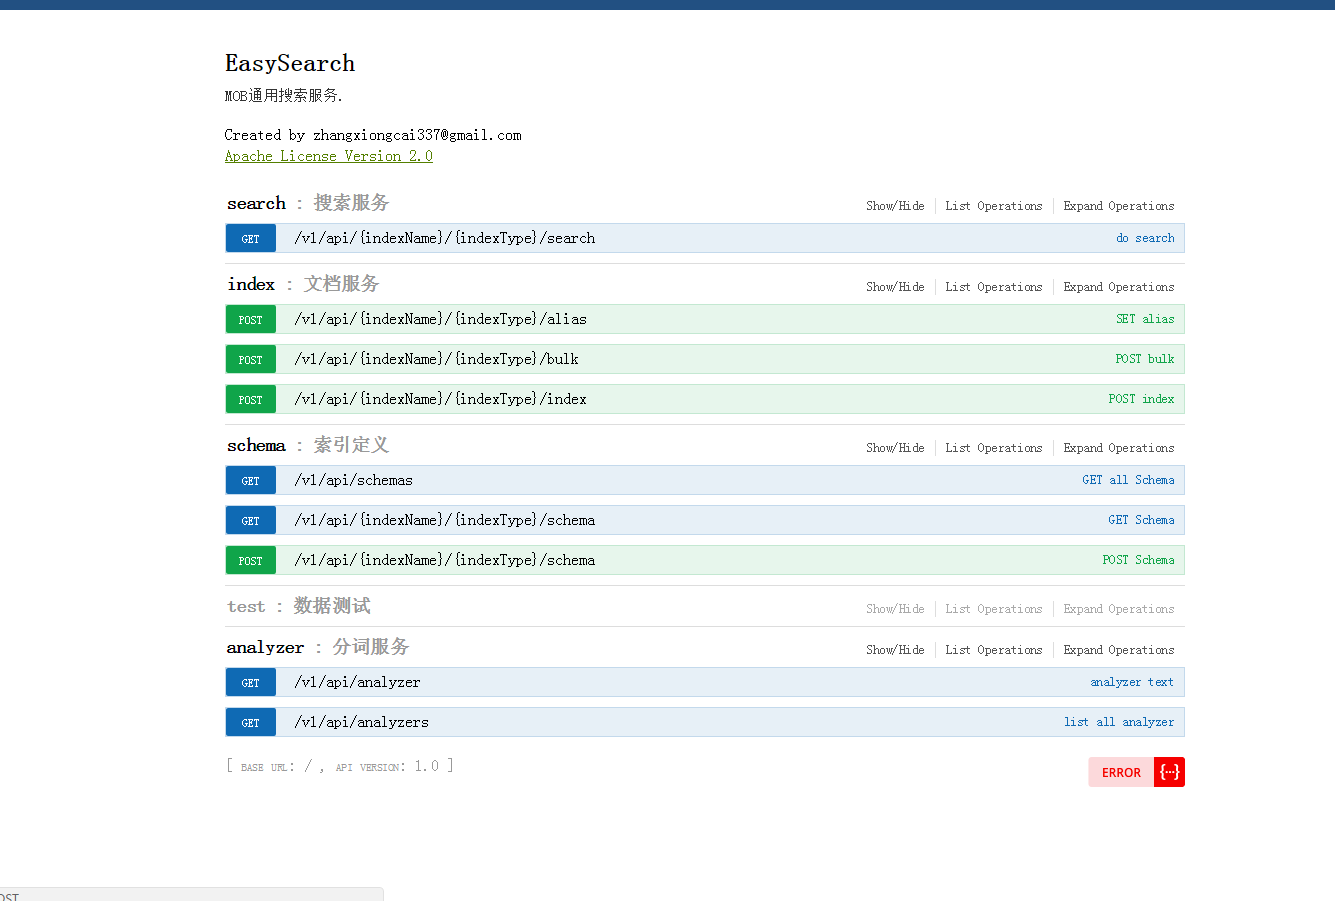 EasySearch
MOB通用搜索服务.
Created by zhangxiongcai337@gmail.com
Apache License Version 2.0
search : 搜索服务 Show/Hide List Operations Expand Operations
GET /v1/api/{indexName}/{indexType}/search do search
index : 文档服务 Show/Hide List Operations Expand Operations
POST /v1/api/{indexName}/{indexType}/alias SET alias
POST /v1/api/{indexName}/{indexType}/bulk POST bulk
POST /v1/api/{indexName}/{indexType}/index POST index
schema : 索引定义 Show/Hide List Operations Expand Operations
GET /v1/api/schemas GET all Schema
GET /v1/api/{indexName}/{indexType}/schema GET Schema
POST /v1/api/{indexName}/{indexType}/schema POST Schema
test : 数据测试 Show/Hide List Operations Expand Operations
analyzer : 分词服务 Show/Hide List Operations Expand Operations
GET /v1/api/analyzer analyzer text
GET /v1/api/analyzers list all analyzer
[ BASE URL: / , API VERSION: 1.0 ]
ERROR {···}